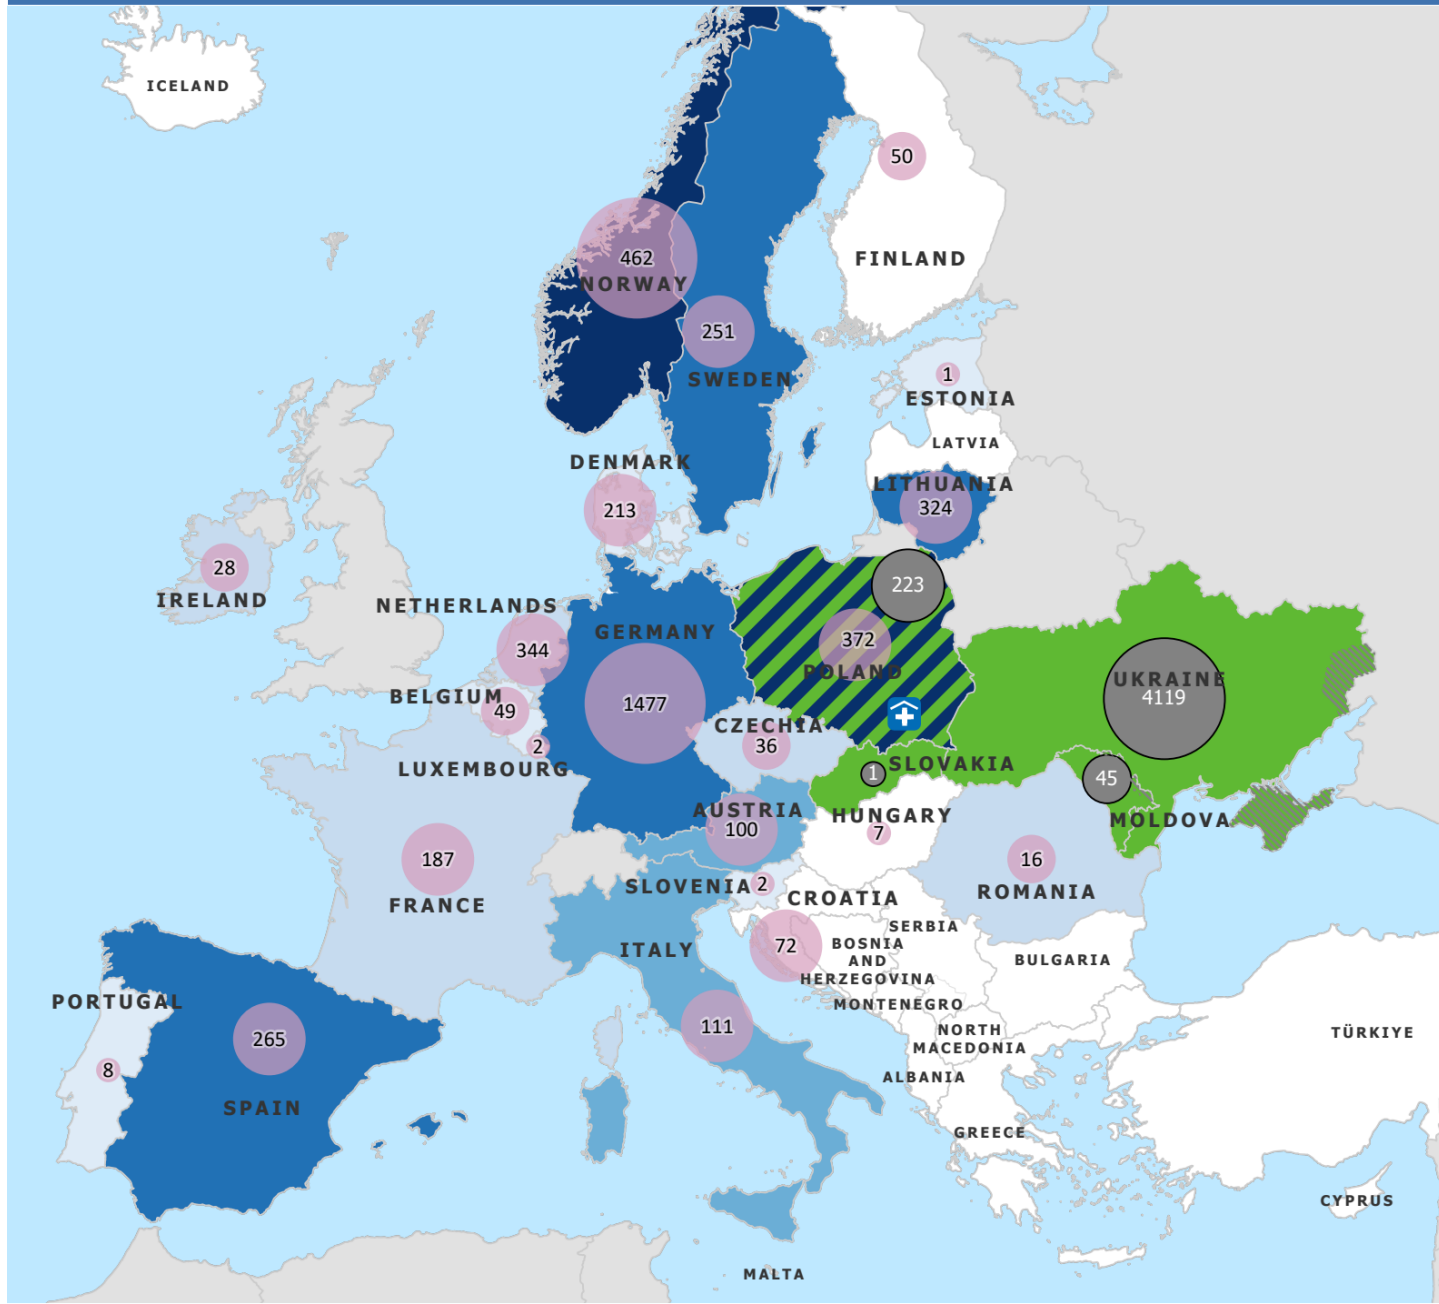 ICELAND
50
FINLAND
462
NORWAY
251
SWEDEN
1
ESTONIA
LATVIA
DENMARK
LITHUANIA
213
324
28
IRELAND
223
NETHERLANDS
GERMANY
344
372
POLAND
UKRAINE
4119
BELGIUM
49
1477
CZECHIA
36
2
LUXEMBOURG
SLOVAKIA
1
45
AUSTRIA
100
HUNGARY
7
MOLDOVA
187
FRANCE
16
ROMANIA
SLOVENIA
2
CROATIA
SERBIA
72
BOSNIA
AND
HERZEGOVINA
ITALY
BULGARIA
PORTUGAL
MONTENEGRO
111
NORTH
MACEDONIA
TÜRKIYE
265
8
ALBANIA
SPAIN
GREECE
CYPRUS
MALTA